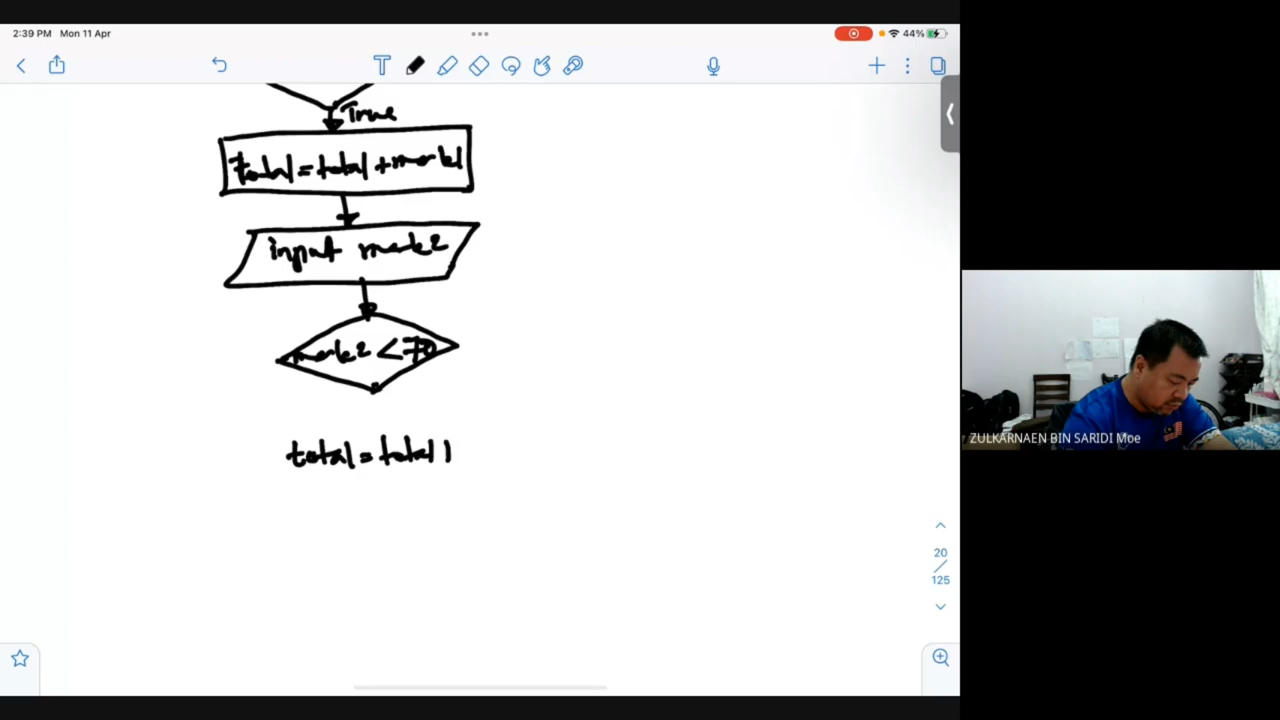 2:39 PM Mon 11 Apr
44%
True
total = total + mark1
input mark2
mark2 < 70
total = total 1
ZULKARNAEN BIN SARIDI Moe
20
/
125